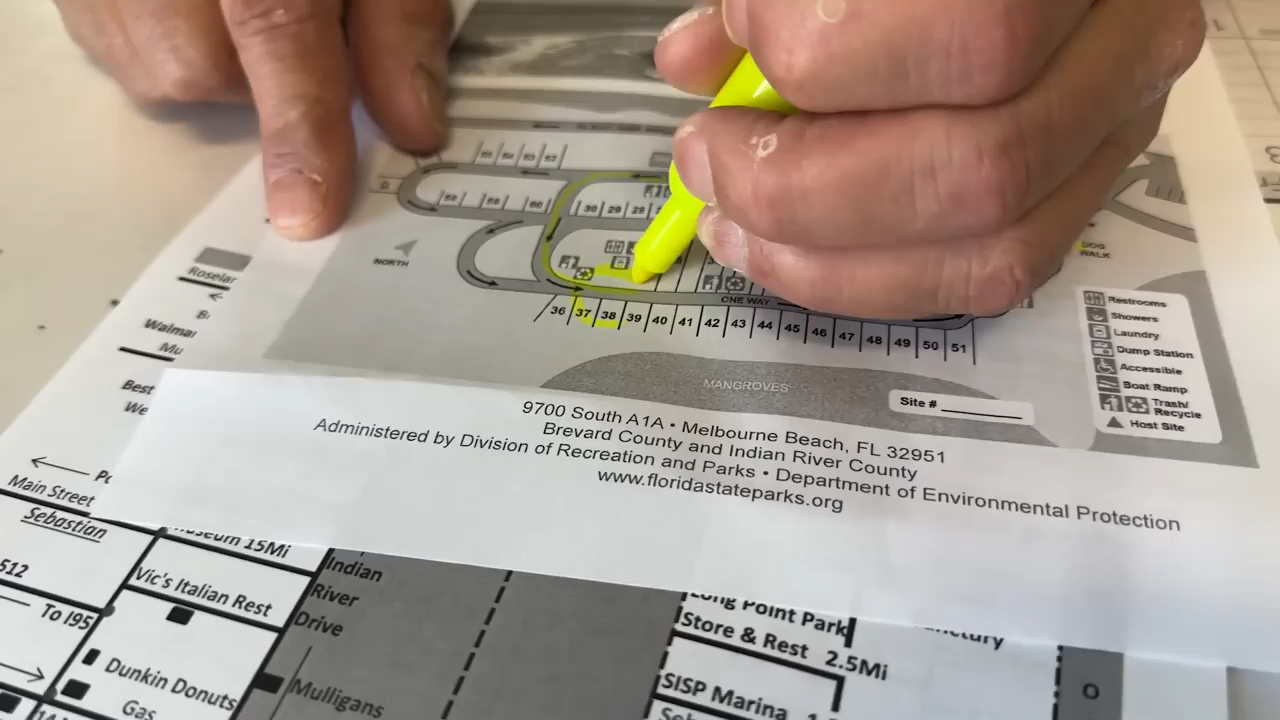 30 29 28
60
NORTH
DOG
WALK
ONE WAY
36 37 38 39 40 41 42 43 44 45 46 47 48 49 50 51
MANGROVES
Site #
Restrooms
Showers
Laundry
Dump Station
Accessible
Boat Ramp
Trash/
Recycle
Host Site
9700 South A1A • Melbourne Beach, FL 32951
Brevard County and Indian River County
Administered by Division of Recreation and Parks • Department of Environmental Protection
www.floridastateparks.org
Best
We
Main Street
Sebastian
512
To I95
15Mi
Vic's Italian Rest
Dunkin Donuts
Gas
Indian
River
Drive
Mulligans
Long Point Park
Store & Rest 2.5Mi
SISP Marina
O